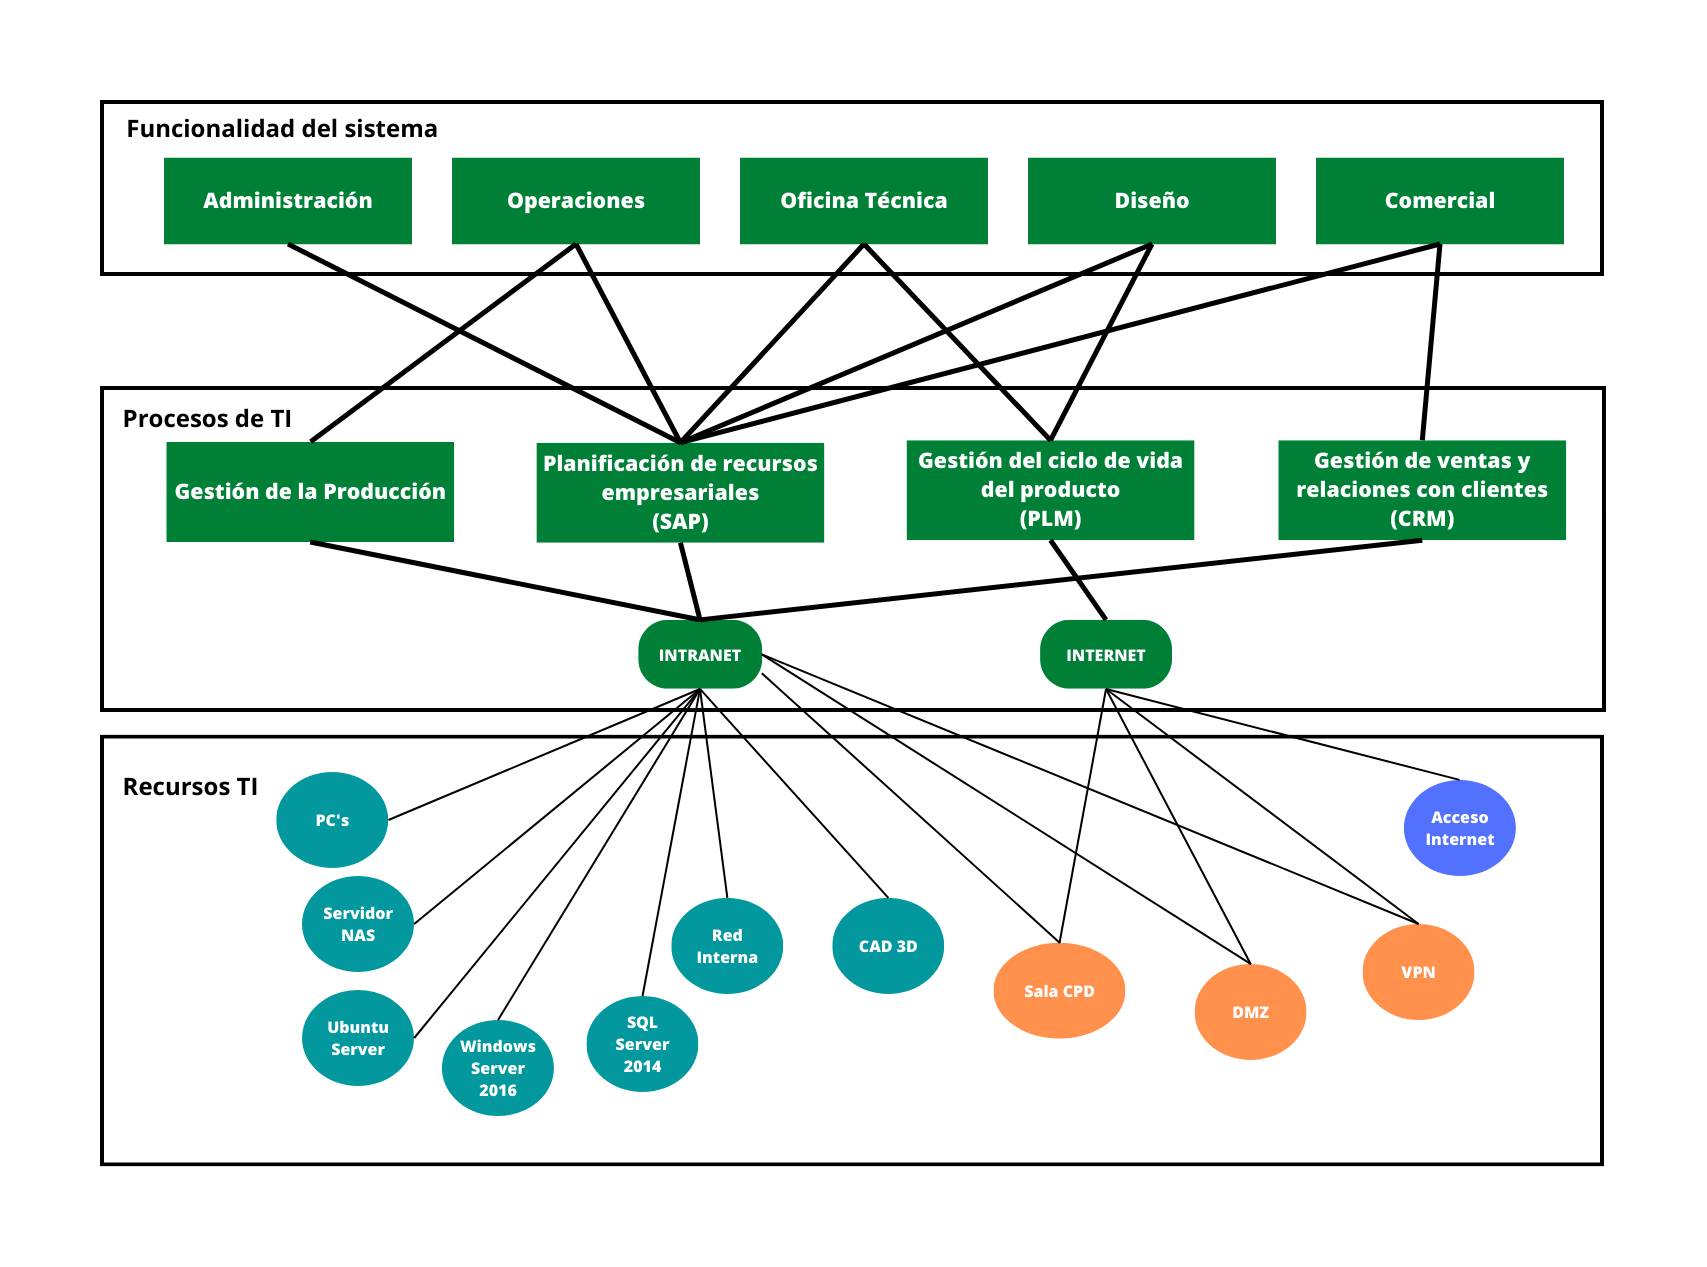 Funcionalidad del sistema
Administración
Operaciones
Oficina Técnica
Diseño
Comercial
Procesos de TI
Gestión de la Producción
Planificación de recursos
empresariales
(SAP)
Gestión del ciclo de vida
del producto
(PLM)
Gestión de ventas y
relaciones con clientes
(CRM)
INTRANET
INTERNET
Recursos TI
PC's
Servidor
NAS
Ubuntu
Server
Windows
Server
2016
SQL
Server
2014
Red
Interna
CAD 3D
Sala CPD
DMZ
VPN
Acceso
Internet